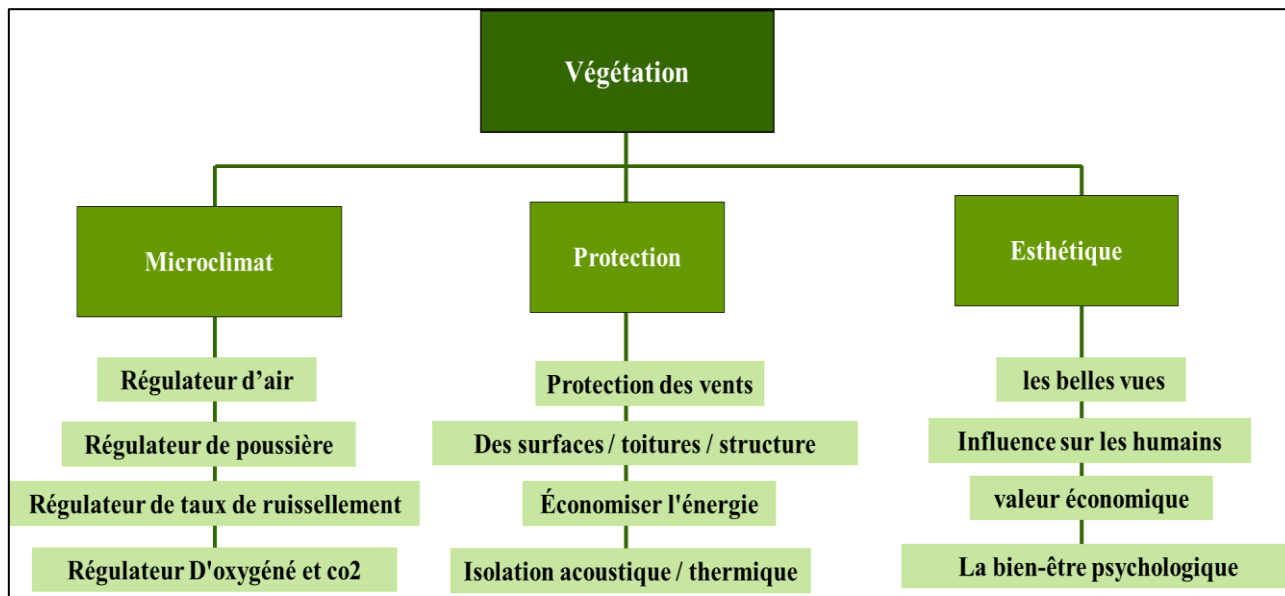 Végétation
Microclimat
Régulateur d’air
Régulateur de poussière
Régulateur de taux de ruissellement
Régulateur D'oxygéné et co2
Protection
Protection des vents
Des surfaces / toitures / structure
Économiser l'énergie
Isolation acoustique / thermique
Esthétique
les belles vues
Influence sur les humains
valeur économique
La bien-être psychologique